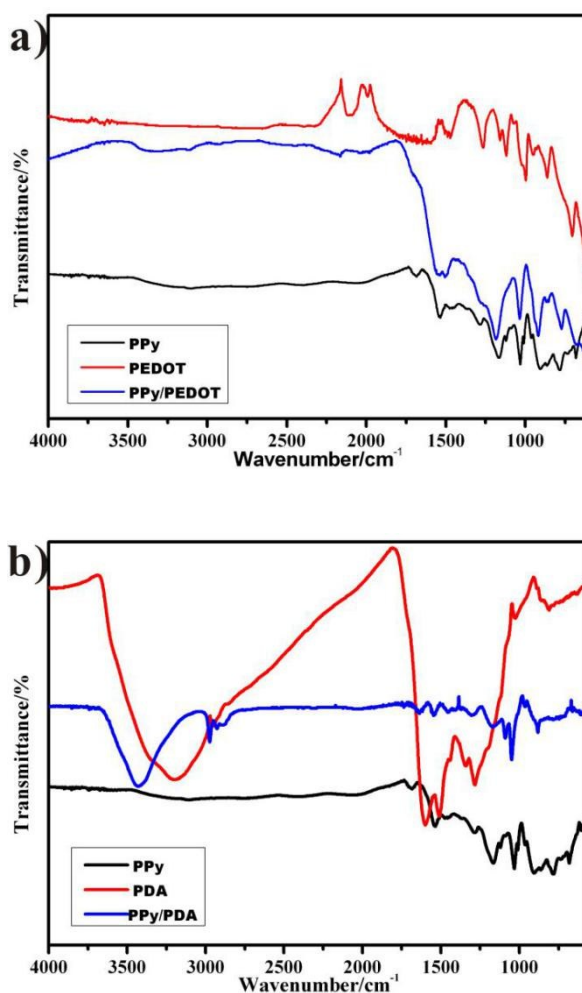 a)
Transmittance/%
PPy
PEDOT
PPy/PEDOT
4000 3500 3000 2500 2000 1500 1000
Wavenumber/cm⁻¹
b)
Transmittance/%
PPy
PDA
PPy/PDA
4000 3500 3000 2500 2000 1500 1000
Wavenumber/cm⁻¹